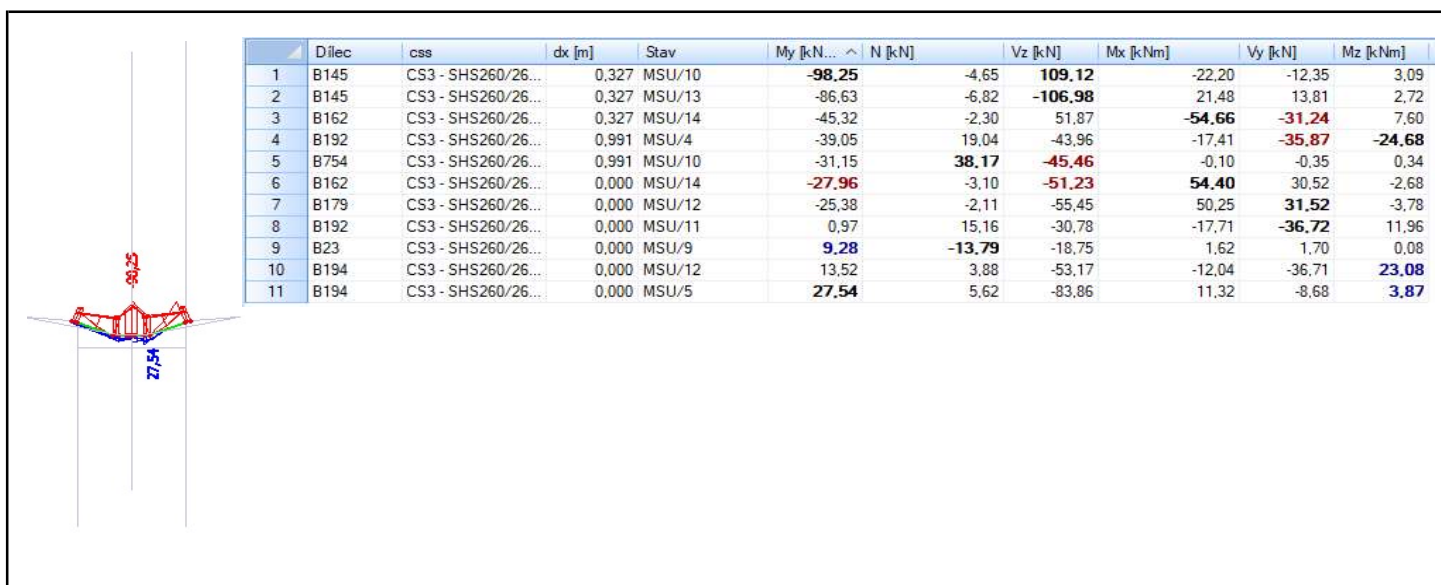 Dílec css dx [m] Stav My [kN... N [kN] Vz [kN] Mx [kNm] Vy [kN] Mz [kNm]
1 B145 CS3 - SHS260/26... 0,327 MSU/10 -98,25 -4,65 109,12 -22,20 -12,35 3,09
2 B145 CS3 - SHS260/26... 0,327 MSU/13 -86,63 -6,82 -106,98 21,48 13,81 2,72
3 B162 CS3 - SHS260/26... 0,327 MSU/14 -45,32 -2,30 51,87 -54,66 -31,24 7,60
4 B192 CS3 - SHS260/26... 0,991 MSU/4 -39,05 19,04 -43,96 -17,41 -35,87 -24,68
5 B754 CS3 - SHS260/26... 0,991 MSU/10 -31,15 38,17 -45,46 -0,10 -0,35 0,34
6 B162 CS3 - SHS260/26... 0,000 MSU/14 -27,96 -3,10 -51,23 54,40 30,52 -2,68
7 B179 CS3 - SHS260/26... 0,000 MSU/12 -25,38 -2,11 -55,45 50,25 31,52 -3,78
8 B192 CS3 - SHS260/26... 0,000 MSU/11 0,97 15,16 -30,78 -17,71 -36,72 11,96
9 B23 CS3 - SHS260/26... 0,000 MSU/9 9,28 -13,79 -18,75 1,62 1,70 0,08
10 B194 CS3 - SHS260/26... 0,000 MSU/12 13,52 3,88 -53,17 -12,04 -36,71 23,08
11 B194 CS3 - SHS260/26... 0,000 MSU/5 27,54 5,62 -83,86 11,32 -8,68 3,87
27,54